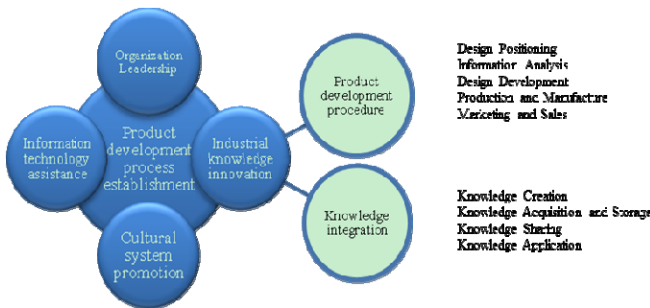 Organization
Leadership
Information
technology
assistance
Product
development
process
establishment
Industrial
knowledge
innovation
Cultural
system
promotion
Product
development
procedure
Knowledge
integration
Design Positioning
Information Analysis
Design Development
Production and Manufacture
Marketing and Sales
Knowledge Creation
Knowledge Acquisition and Storage
Knowledge Sharing
Knowledge Application